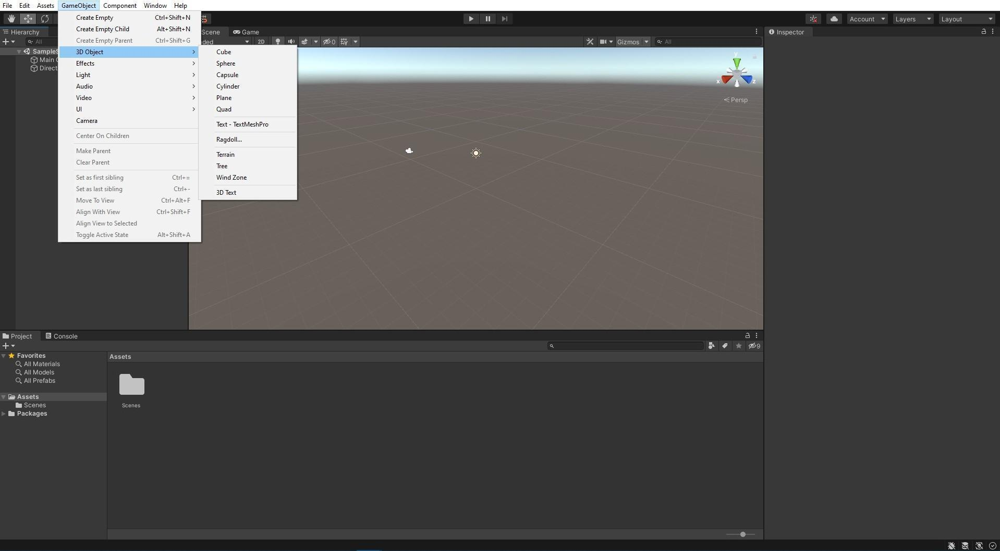 File Edit Assets GameObject Component Window Help
Account Layers Layout
Hierarchy
All
SampleS
Main C
Direct
Create Empty Ctrl+Shift+N
Create Empty Child Alt+Shift+N
Create Empty Parent Ctrl+Shift+G
3D Object
Effects
Light
Audio
Video
UI
Camera
Center On Children
Make Parent
Clear Parent
Set as first sibling Ctrl+=
Set as last sibling Ctrl+-
Move To View Ctrl+Alt+F
Align With View Ctrl+Shift+F
Align View to Selected
Toggle Active State Alt+Shift+A
Cube
Sphere
Capsule
Cylinder
Plane
Quad
Text - TextMeshPro
Ragdoll...
Terrain
Tree
Wind Zone
3D Text
Scene Game
ded 2D 0 Gizmos All
y
x z
Persp
Inspector
Project Console
9
Favorites
All Materials
All Models
All Prefabs
Assets
Scenes
Packages
Assets
Scenes